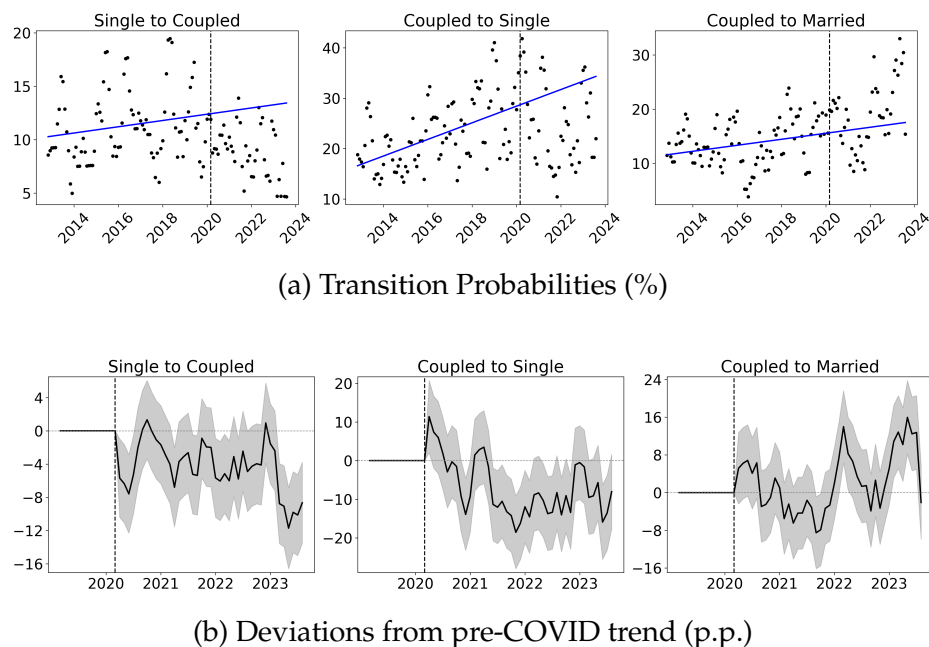 Single to Coupled Coupled to Single Coupled to Married
20 15 10 5
2014 2016 2018 2020 2022 2024
40 30 20 10
2014 2016 2018 2020 2022 2024
30 20 10
2014 2016 2018 2020 2022 2024
(a) Transition Probabilities (%)
Single to Coupled Coupled to Single Coupled to Married
4 0 −4 −8 −12 −16
2020 2021 2022 2023
20 10 0 −10 −20
2020 2021 2022 2023
24 16 8 0 −8 −16
2020 2021 2022 2023
(b) Deviations from pre-COVID trend (p.p.)